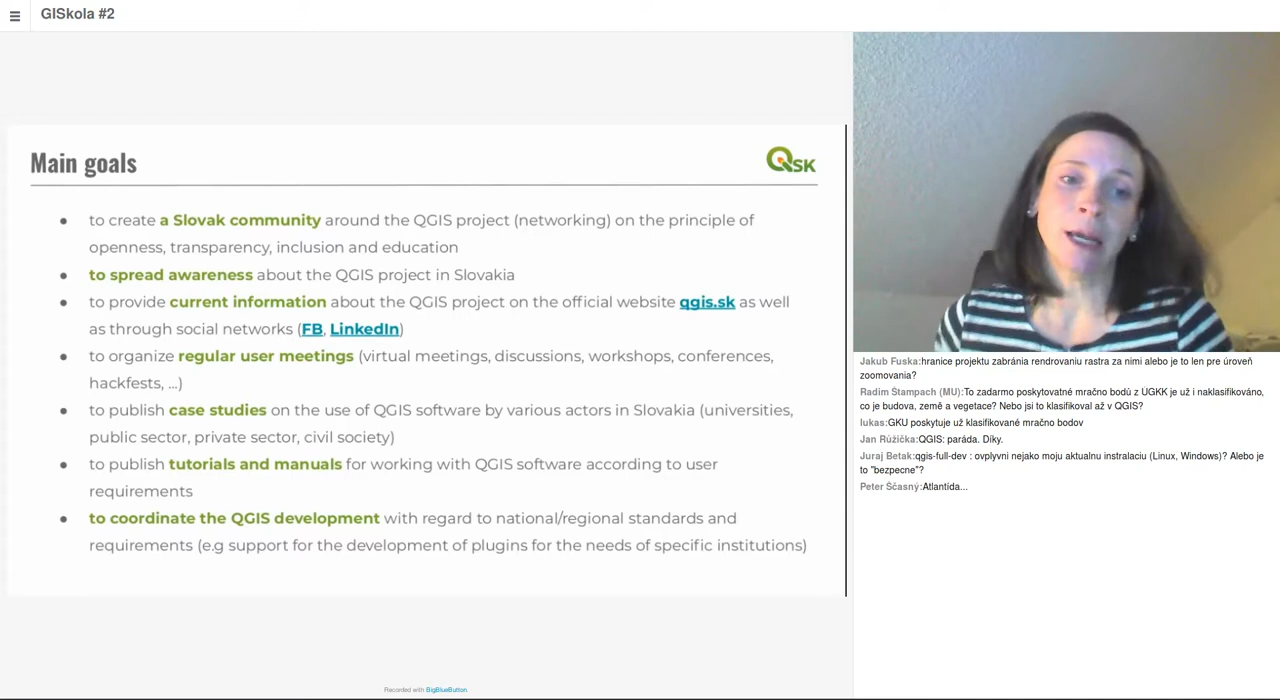 GISkola #2
Main goals
QSK
● to create a Slovak community around the QGIS project (networking) on the principle of
openness, transparency, inclusion and education
● to spread awareness about the QGIS project in Slovakia
● to provide current information about the QGIS project on the official website qgis.sk as well
as through social networks (FB, LinkedIn)
● to organize regular user meetings (virtual meetings, discussions, workshops, conferences,
hackfests, ...)
● to publish case studies on the use of QGIS software by various actors in Slovakia (universities,
public sector, private sector, civil society)
● to publish tutorials and manuals for working with QGIS software according to user
requirements
● to coordinate the QGIS development with regard to national/regional standards and
requirements (e.g support for the development of plugins for the needs of specific institutions)
Jakub Fuska:hranice projektu zabránia rendrovaniu rastra za nimi alebo je to len pre úroveň
zoomovania?
Radim Štampach (MU):To zadarmo poskytovatné mračno bodů z ÚGKK je už i naklasifikováno,
co je budova, země a vegetace? Nebo jsi to klasifikoval až v QGIS?
lukas:GKU poskytuje už klasifikované mračno bodov
Jan Růžička:QGIS: paráda. Díky.
Juraj Betak:qgis-full-dev : ovplyvni nejako moju aktualnu instralaciu (Linux, Windows)? Alebo je
to "bezpecne"?
Peter Ščasný:Atlantída...
Recorded with BigBlueButton